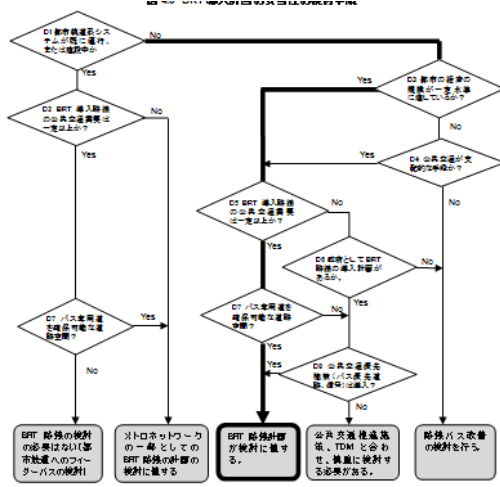 D1都市鉄道系シ
ステムが既に運行、
または建設中か
No
Yes
D3 都市の経済の
規模が一定水準
に達しているか?
Yes
No
D2 BRT 導入路線
の公共交通需要は
一定以上か?
No
Yes
D4 公共交通が支
配的な手段か?
Yes
No
D5 BRT 導入路線
の公共交通需要
は一定以上か?
No
Yes
D6 政府としてBRT
路線の導入計画が
あるか。
No
Yes
D7 バス専用道を
確保可能な道路
空間?
Yes
No
D7 バス専用道を
確保可能な道路
空間?
No
Yes
公共交通優先
施策(バス優先道
路、信号)は導入?
Yes
No
BRT 路線の検討
の必要はない(都
市鉄道へのフィー
ダーバスの検討)
メトロネットワーク
の一部としての
BRT 路線の計画の
検討に値する
BRT 路線計画
が検討に値す
る。
公共交通推進施
策、TDM と合わ
せ、慎重に検討す
る必要がある。
路線バス改善
の検討を行う。